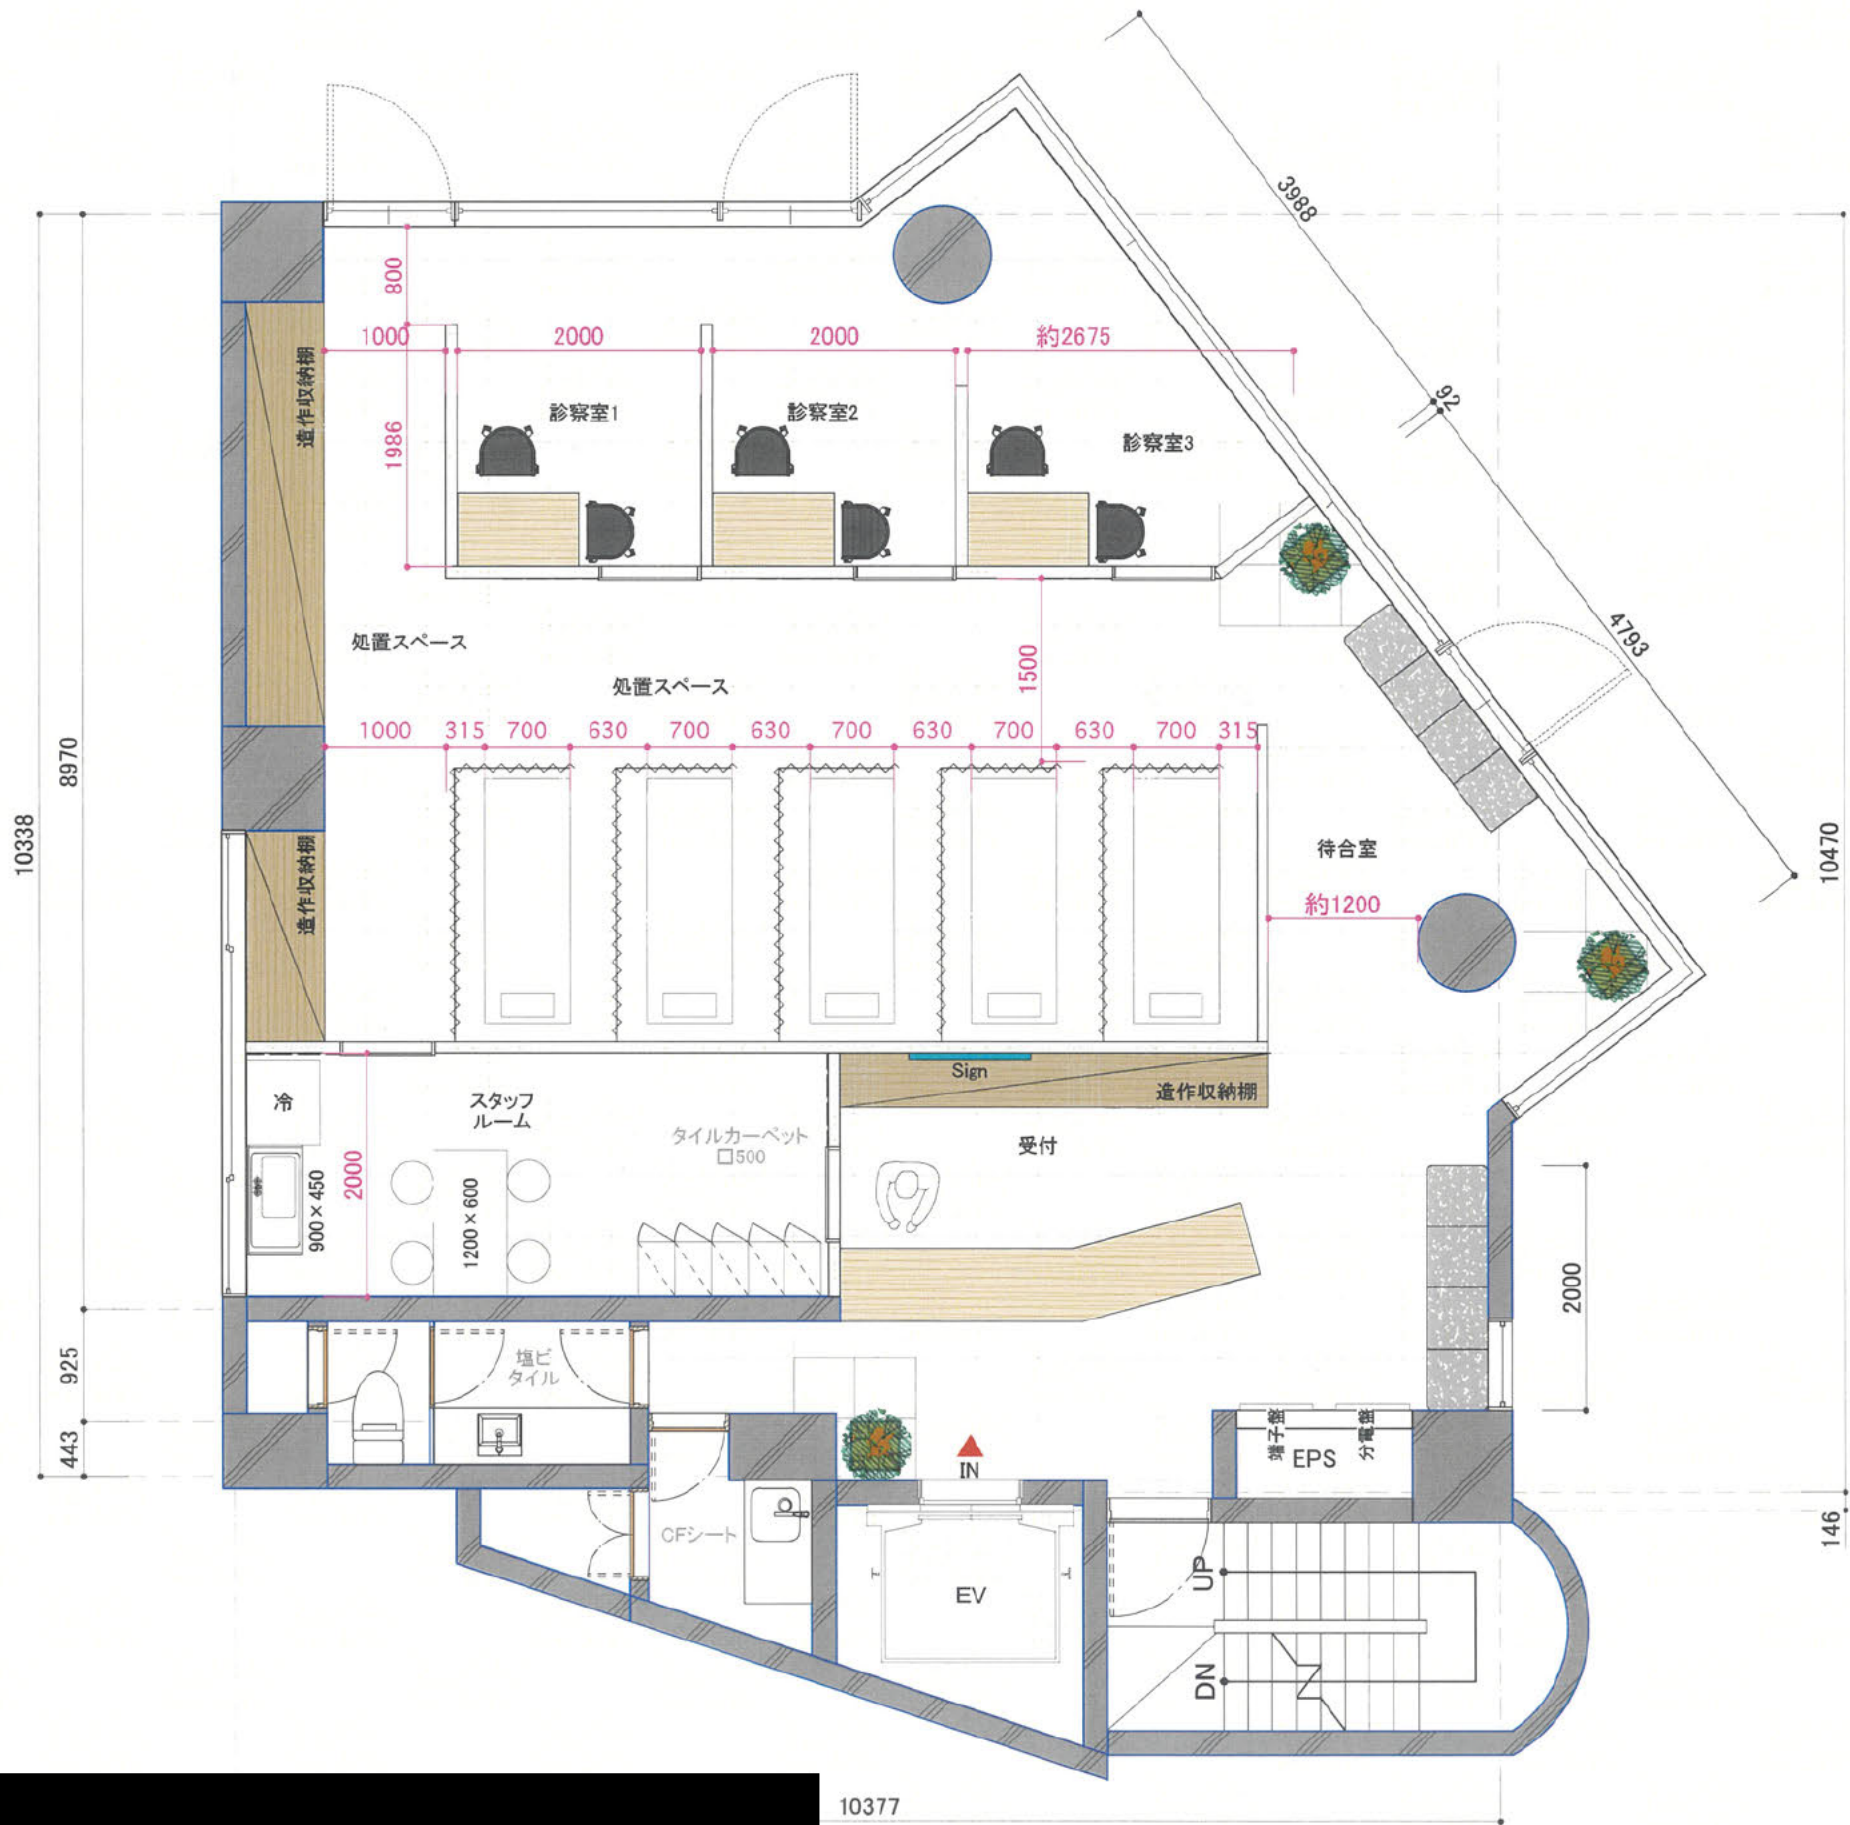 3988
800
1000
2000
2000
約2675
造作収納棚
1986
診察室1
診察室2
診察室3
92
処置スペース
処置スペース
1500
4793
1000
315
700
630
700
630
700
630
700
630
700
315
8970
10338
造作収納棚
待合室
約1200
10470
冷
スタッフ
ルーム
タイルカーペット
□500
Sign
造作収納棚
受付
900×450
2000
1200×600
2000
925
塩ビ
タイル
443
IN
端子盤
分電盤
EPS
CFシート
EV
UP
DN
146
10377